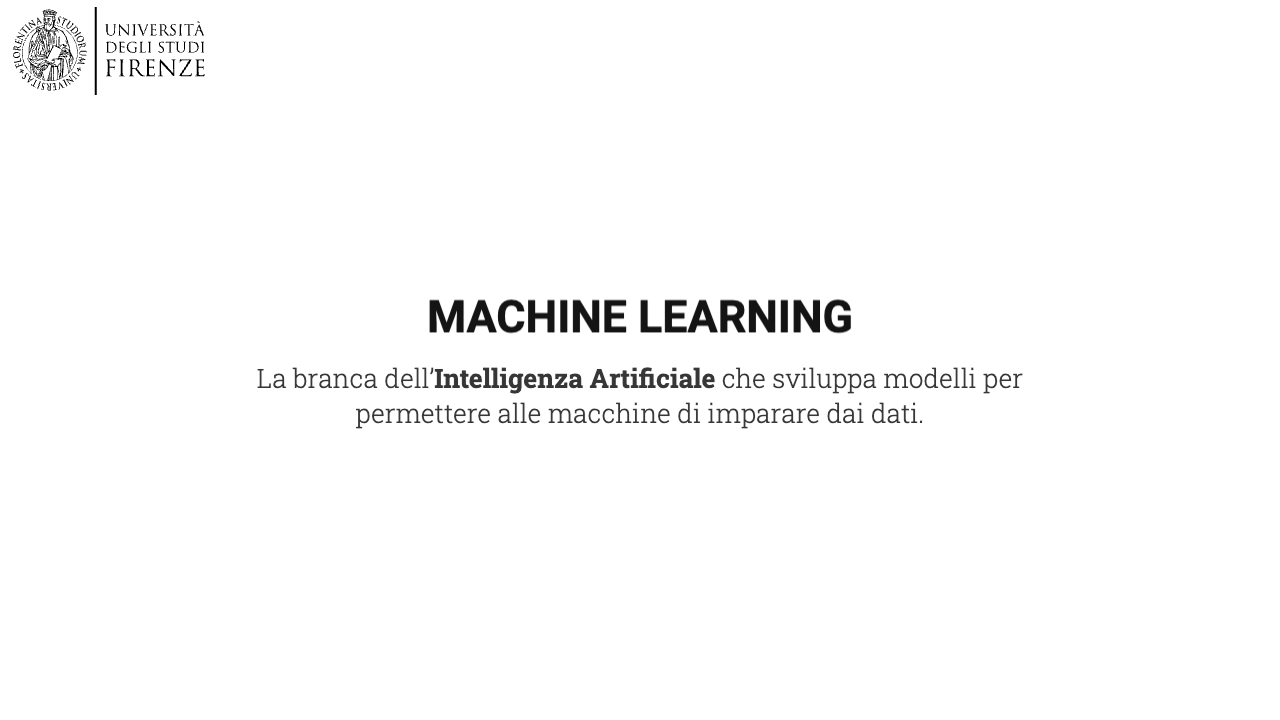 FLORENTINA STUDIORUM UNIVERSITAS
UNIVERSITÀ
DEGLI STUDI
FIRENZE
MACHINE LEARNING
La branca dell’Intelligenza Artificiale che sviluppa modelli per
permettere alle macchine di imparare dai dati.